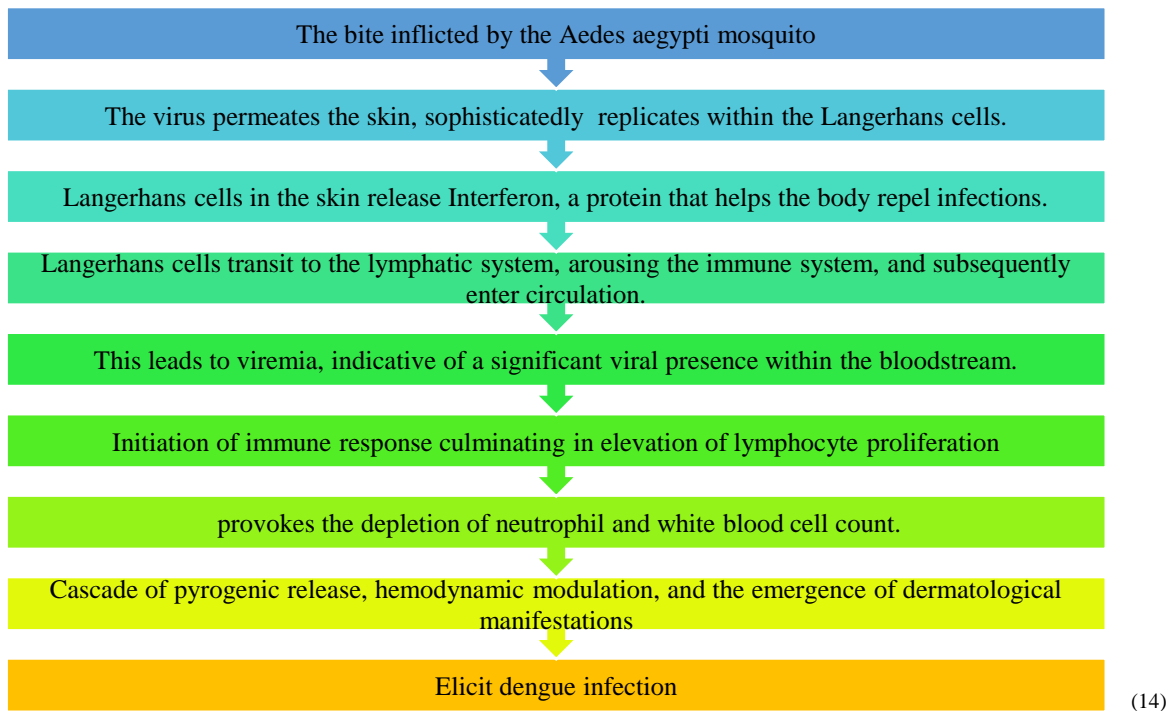 The bite inflicted by the Aedes aegypti mosquito
The virus permeates the skin, sophisticatedly  replicates within the Langerhans cells.
Langerhans cells in the skin release Interferon, a protein that helps the body repel infections.
Langerhans cells transit to the lymphatic system, arousing the immune system, and subsequently
enter circulation.
This leads to viremia, indicative of a significant viral presence within the bloodstream.
Initiation of immune response culminating in elevation of lymphocyte proliferation
provokes the depletion of neutrophil and white blood cell count.
Cascade of pyrogenic release, hemodynamic modulation, and the emergence of dermatological
manifestations
Elicit dengue infection
(14)